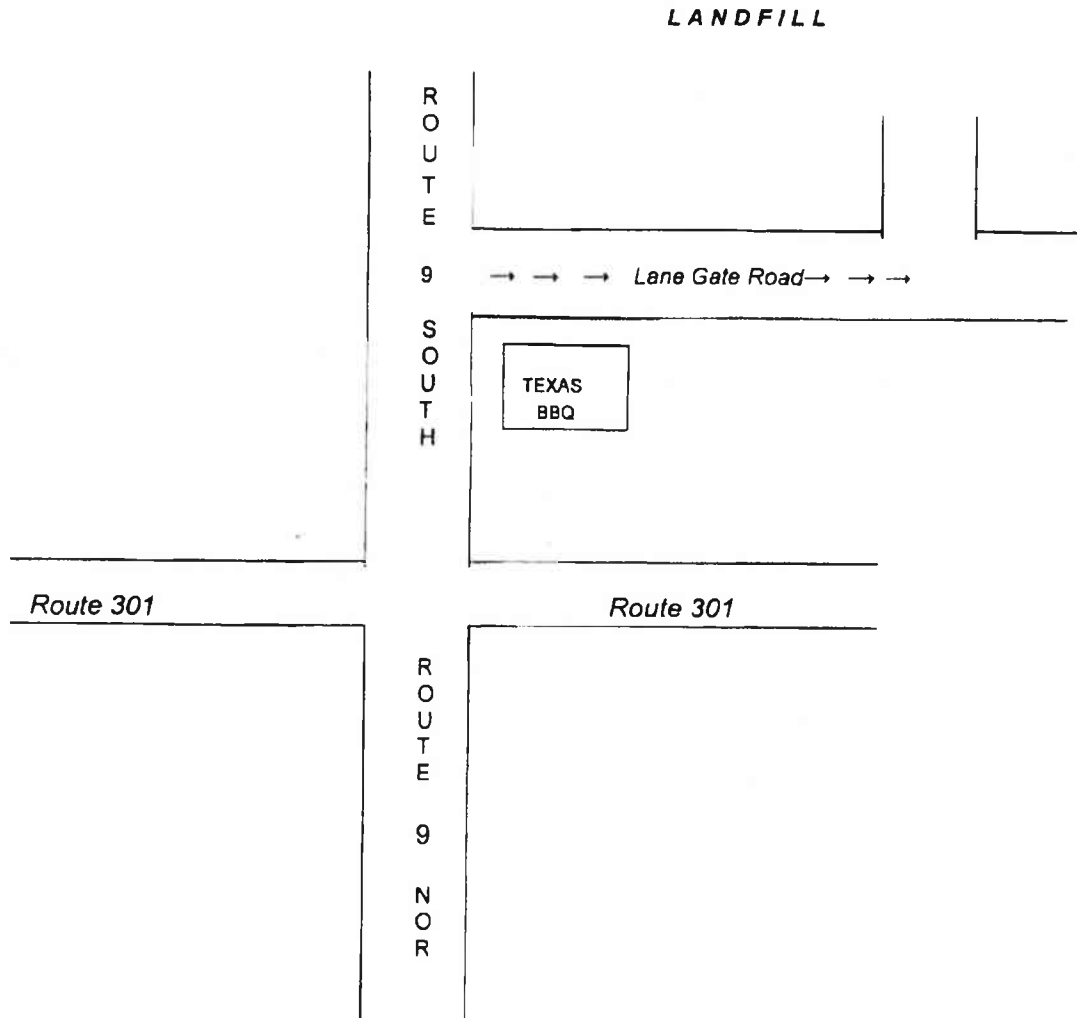 LANDFILL
ROUTE 9 SOUTH
Lane Gate Road
TEXAS
BBQ
Route 301
Route 301
ROUTE 9 NOR